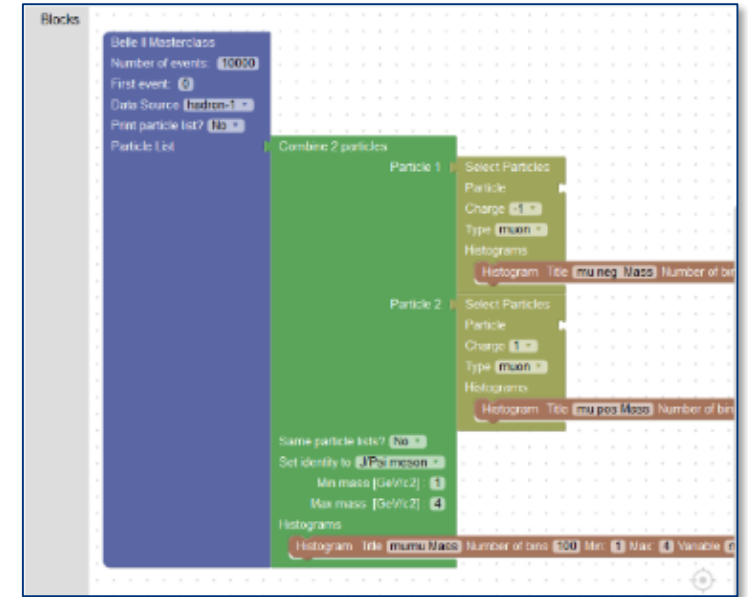 Blocks
Belle II Masterclass
Number of events: 10000
First event: 0
Data Source hadron-1
Print particle list? No
Particle List
Combine 2 particles
Particle 1
Select Particles
Particle
Charge -1
Type muon
Histograms
Histogram Title mu neg Mass Number of bin
Particle 2
Select Particles
Particle
Charge 1
Type muon
Histograms
Histogram Title mu pos Mass Number of bin
Same particle lists? No
Set identity to J/Psi meson
Min mass [GeV/c2] : 1
Max mass [GeV/c2] : 4
Histograms
Histogram Title mumu Mass Number of bins 100 Min: 1 Max: 4 Variable